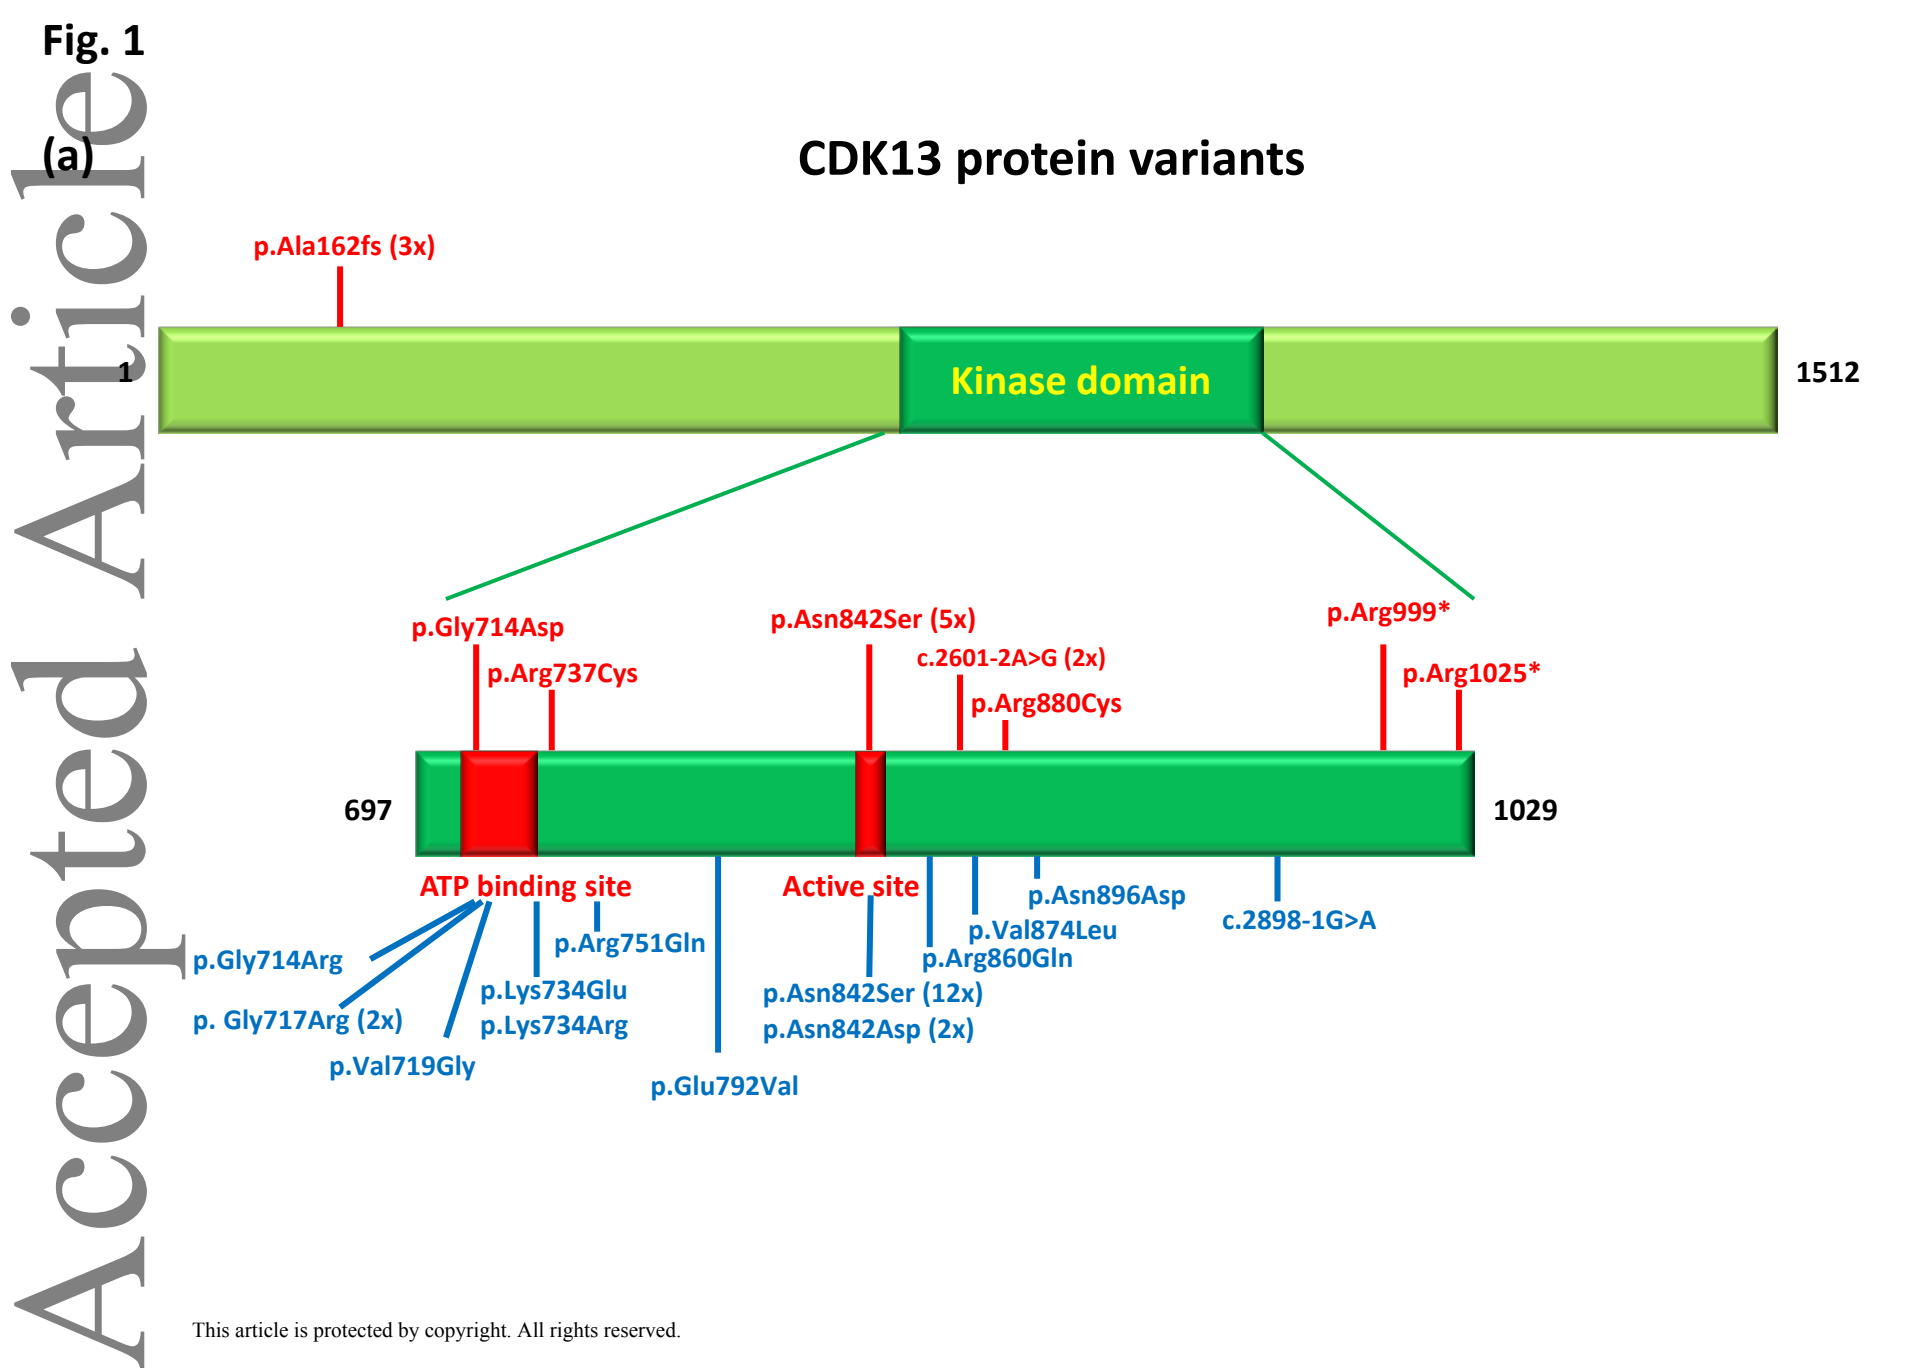 Fig. 1
Accepted Article
(a)
CDK13 protein variants
p.Ala162fs (3x)
1
Kinase domain
1512
p.Gly714Asp
p.Asn842Ser (5x)
p.Arg999*
p.Arg737Cys
c.2601-2A>G (2x)
p.Arg1025*
p.Arg880Cys
697
1029
ATP binding site
Active site
p.Asn896Asp
c.2898-1G>A
p.Val874Leu
p.Arg751Gln
p.Arg860Gln
p.Gly714Arg
p.Lys734Glu
p.Asn842Ser (12x)
p. Gly717Arg (2x)
p.Lys734Arg
p.Asn842Asp (2x)
p.Val719Gly
p.Glu792Val
This article is protected by copyright. All rights reserved.